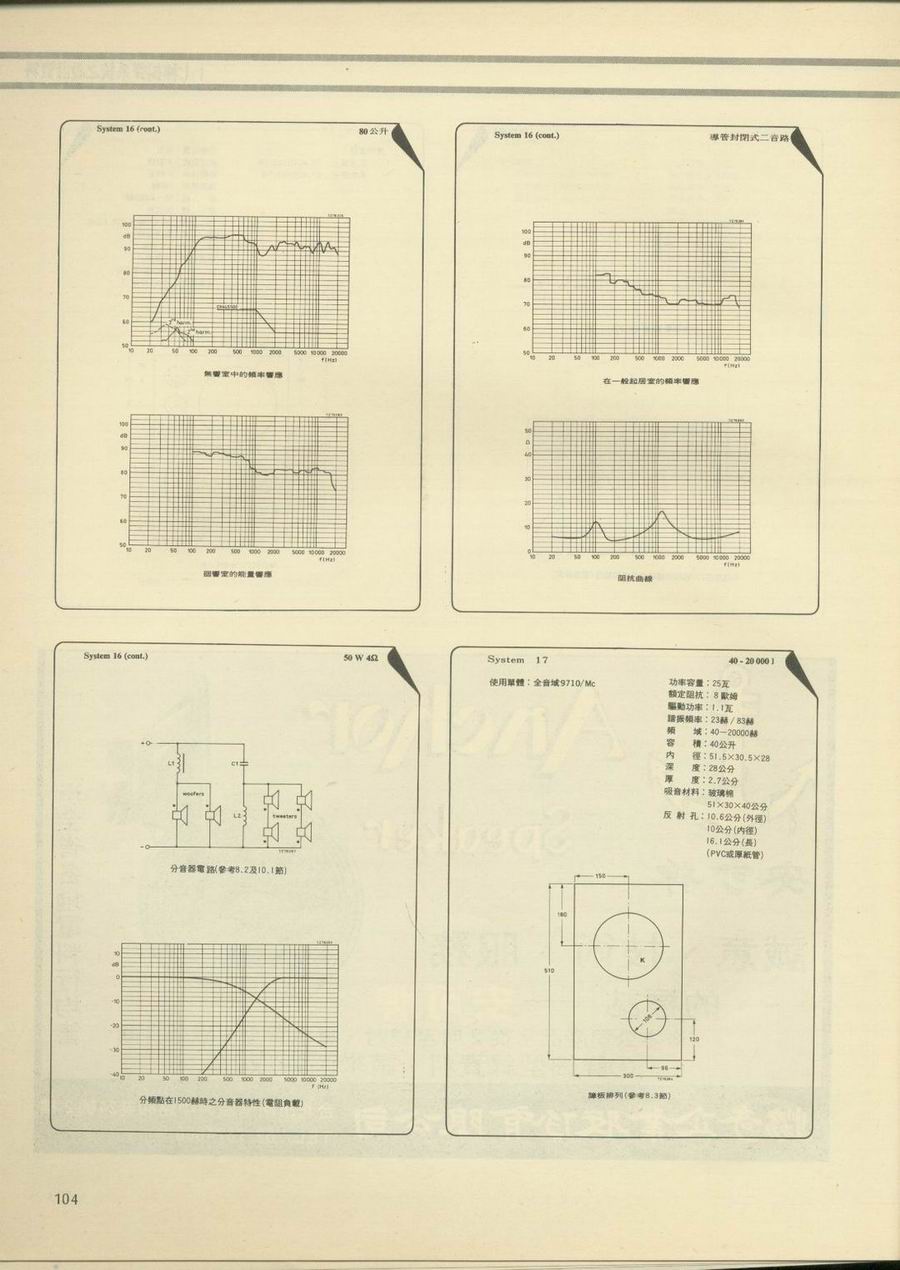 System 16 (cont.)
80公升
100
dB
90
80
70
60
50
harm.
harm.
10 20 50 100 200 500 1000 2000 5000 10000 20000
f(Hz)
無響室中的頻率響應
100
dB
90
80
70
60
50
10 20 50 100 200 500 1000 2000 5000 10000 20000
f(Hz)
迴響室的能量響應
System 16 (cont.)
導管封閉式二音路
100
dB
90
80
70
60
50
10 20 50 100 200 500 1000 2000 5000 10000 20000
f(Hz)
在一般起居室的頻率響應
50
Ω
40
30
20
10
0
10 20 50 100 200 500 1000 2000 5000 10000 20000
f(Hz)
阻抗曲線
System 16 (cont.)
50 W 4Ω
+
L1
C1
woofers
L2
tweeters
-
分音器電路(參考8.2及10.1節)
10
dB
0
-10
-20
-30
-40
10 20 50 100 200 500 1000 2000 5000 10000 20000
f (Hz)
分頻點在1500赫時之分音器特性(電阻負載)
System 17
40 - 20 000 l
使用單體：全音域9710/Mc
功率容量：25瓦
額定阻抗：8歐姆
驅動功率：1.1瓦
諧振頻率：23赫/83赫
頻　　域：40—20000赫
容　　積：40公升
內　　徑：51.5×30.5×28
深　　度：28公分
厚　　度：2.7公分
吸音材料：玻璃棉
51×30×40公分
反 射 孔：10.6公分(外徑)
10公分(內徑)
16.1公分(長)
(PVC或厚紙管)
150
180
510
K
106
120
96
300
障板排列(參考8.3節)
104